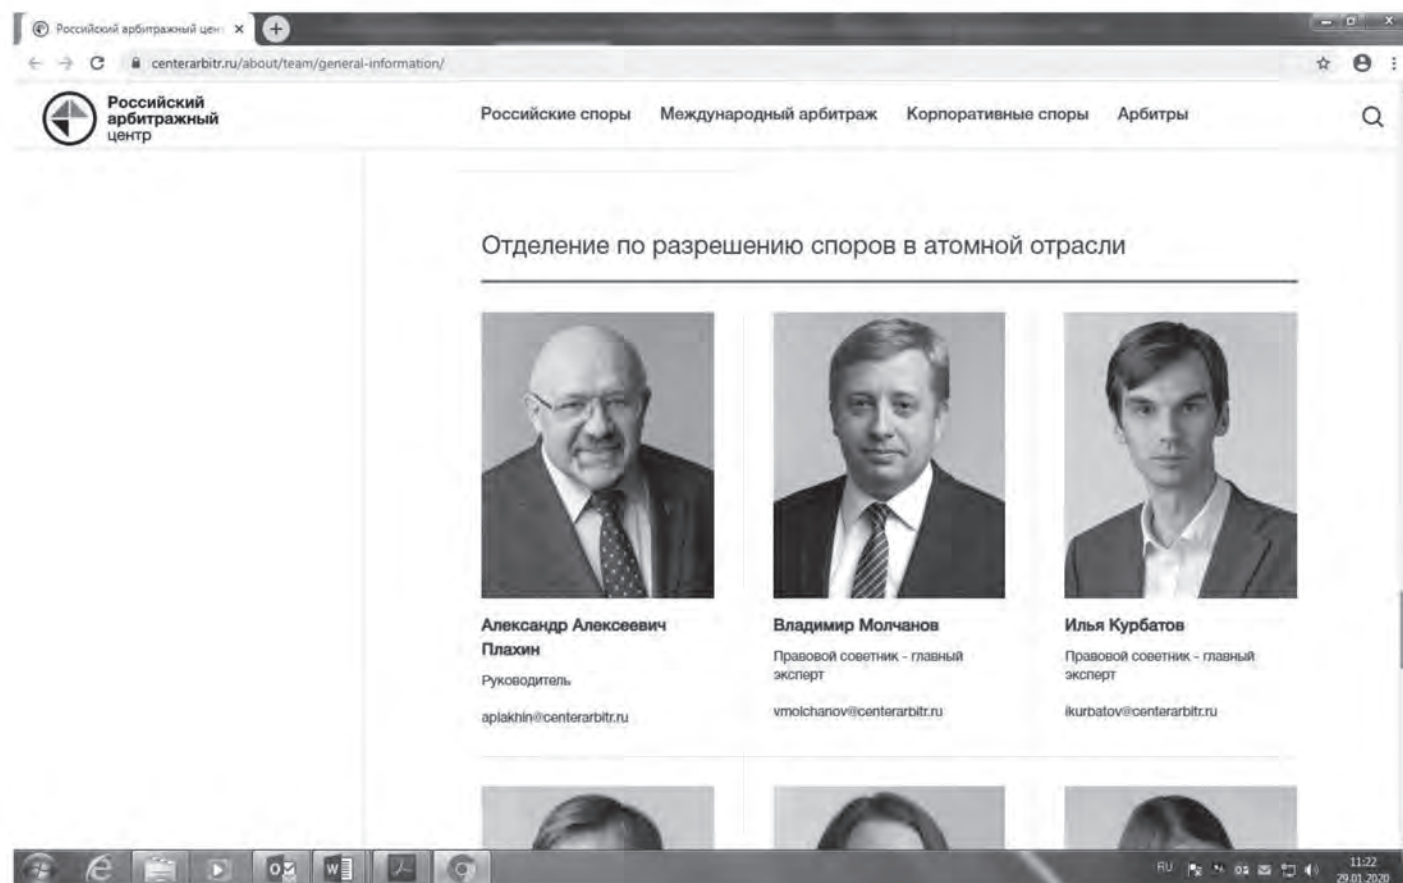 Российский арбитражный цен
centerarbitr.ru/about/team/general-information/
Российский
арбитражный
центр
Российские споры Международный арбитраж Корпоративные споры Арбитры
Отделение по разрешению споров в атомной отрасли
Александр Алексеевич
Плахин
Руководитель
aplakhin@centerarbitr.ru
Владимир Молчанов
Правовой советник - главный
эксперт
vmolchanov@centerarbitr.ru
Илья Курбатов
Правовой советник - главный
эксперт
ikurbatov@centerarbitr.ru
RU
11:22
29.01.2020